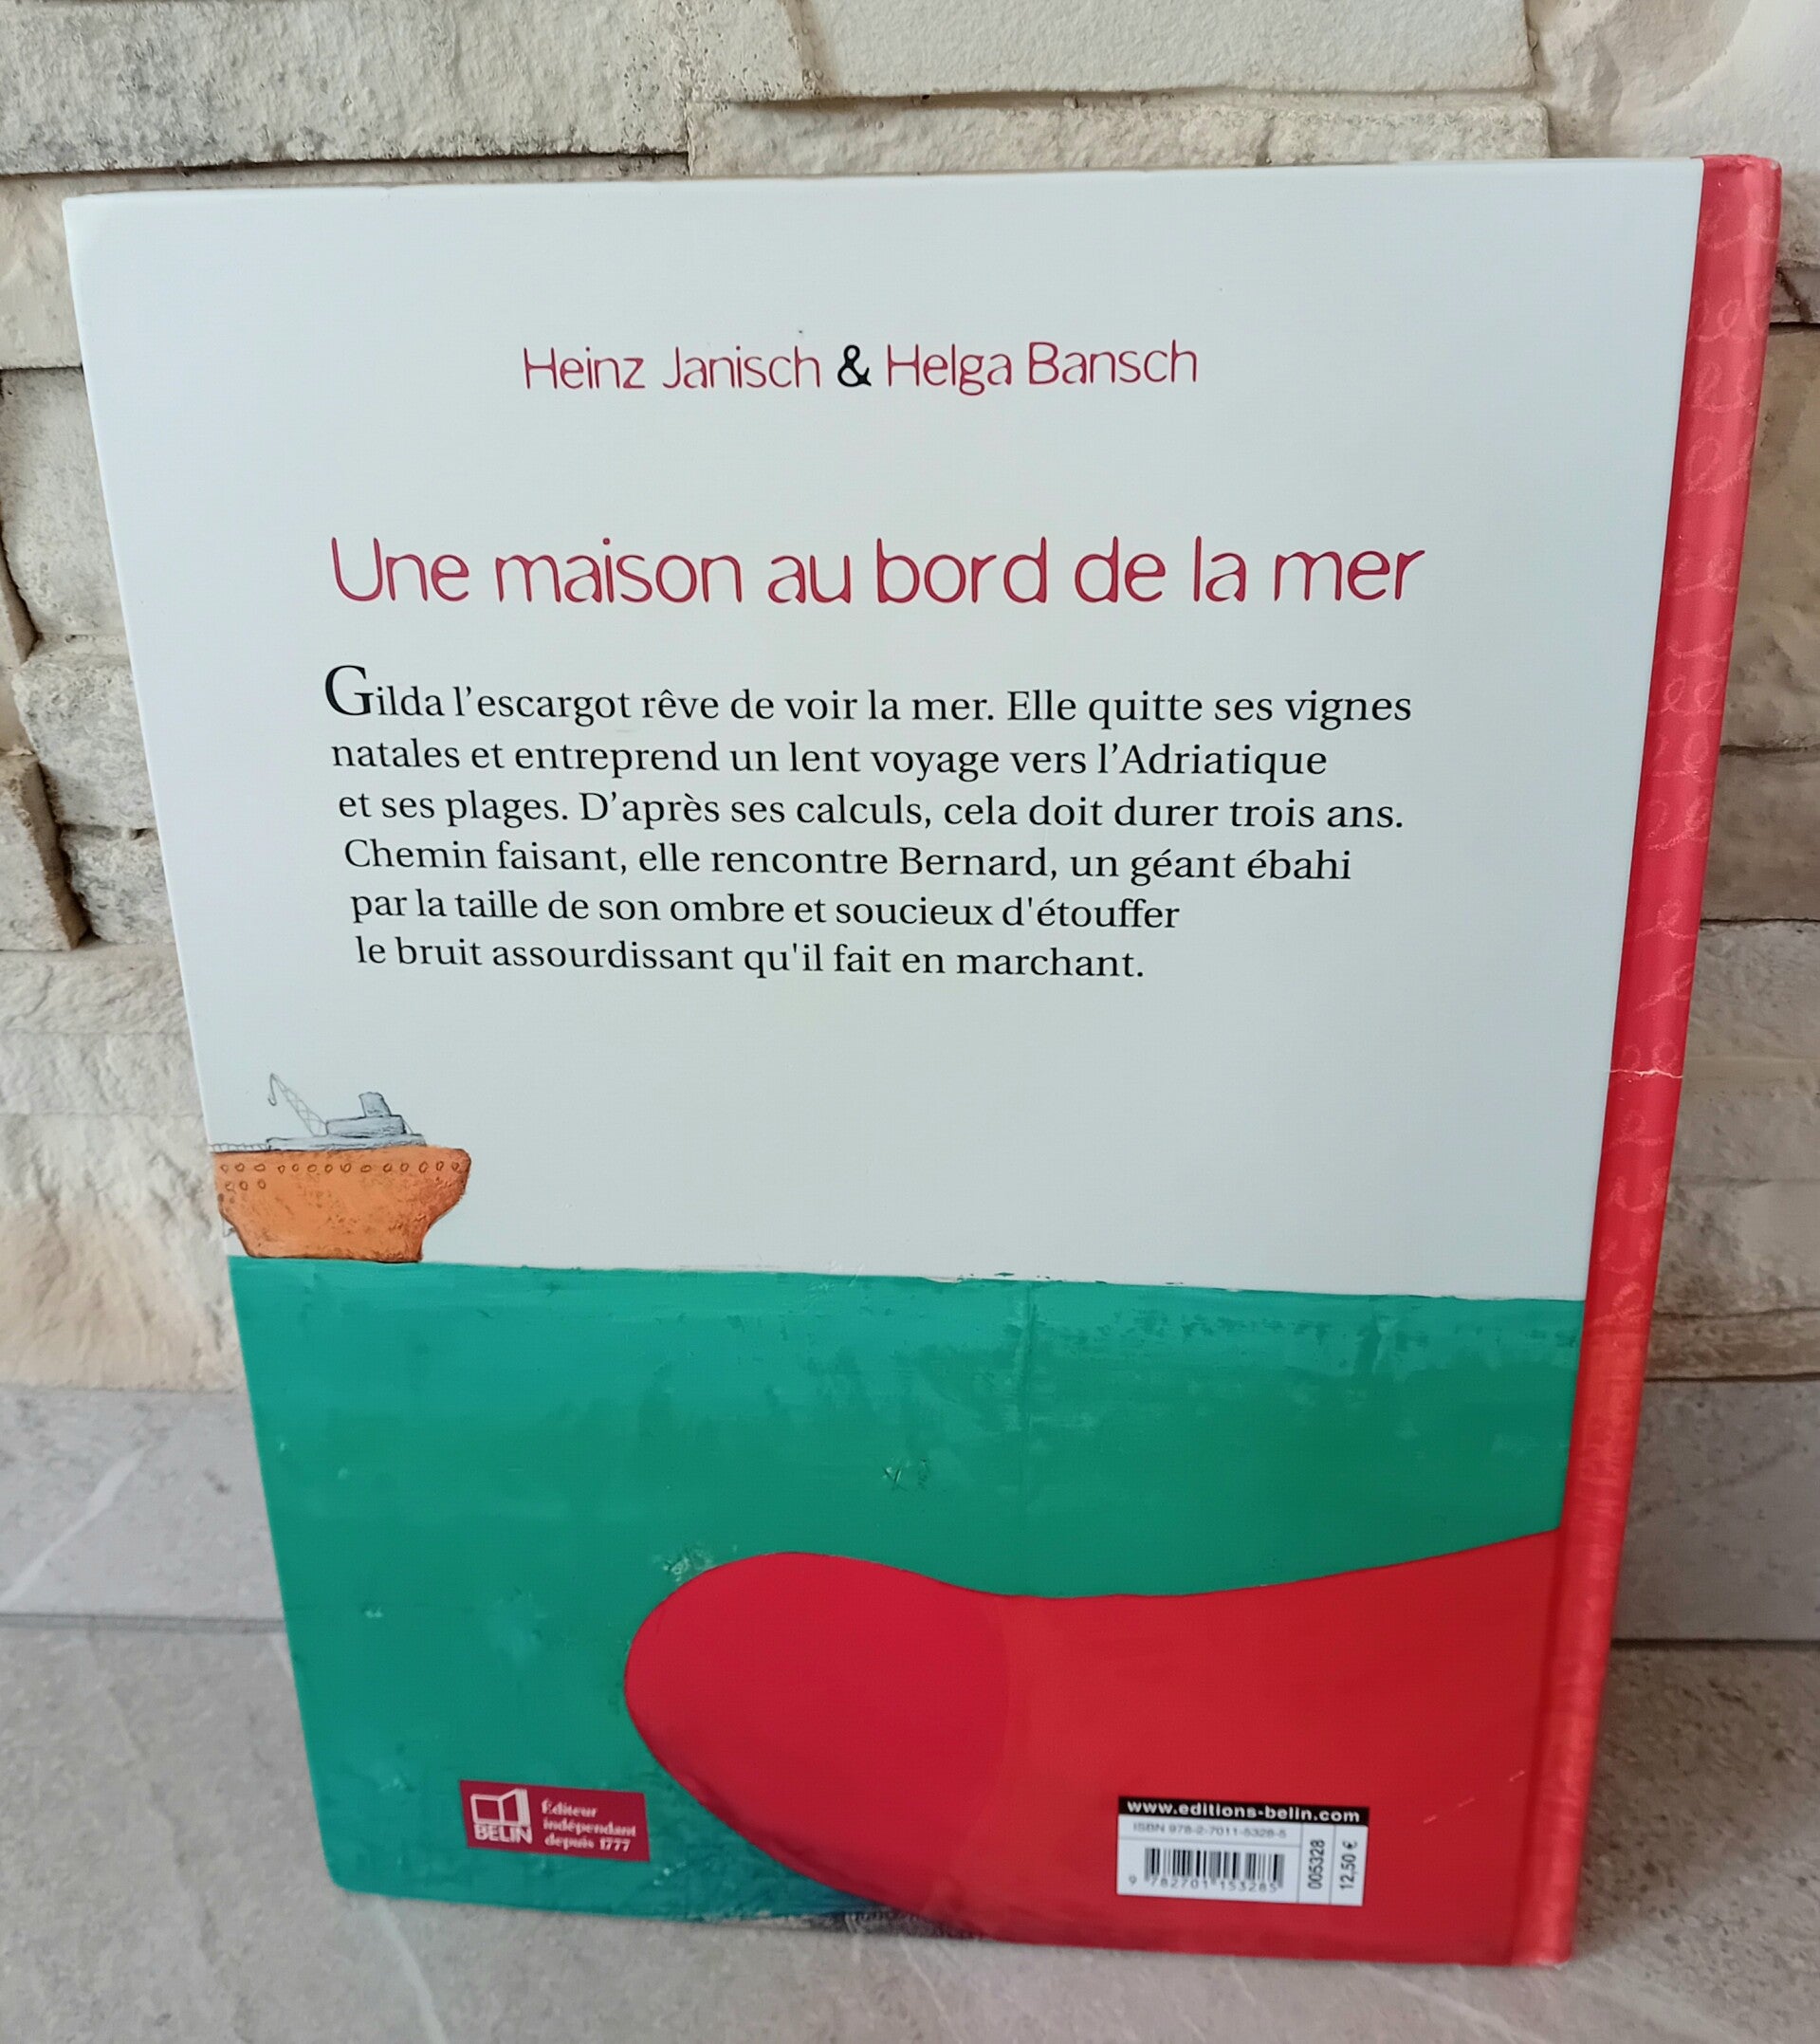 Heinz Janisch & Helga Bansch
Une maison au bord de la mer
Gilda l'escargot rêve de voir la mer. Elle quitte ses vignes
natales et entreprend un lent voyage vers l'Adriatique
et ses plages. D'après ses calculs, cela doit durer trois ans.
Chemin faisant, elle rencontre Bernard, un géant ébahi
par la taille de son ombre et soucieux d'étouffer
le bruit assourdissant qu'il fait en marchant.
BELIN
Éditeur
indépendant
depuis 1777
www.editions-belin.com
ISBN 978-2-7011-5328-5
9 782701 153285
005328
12,50 €